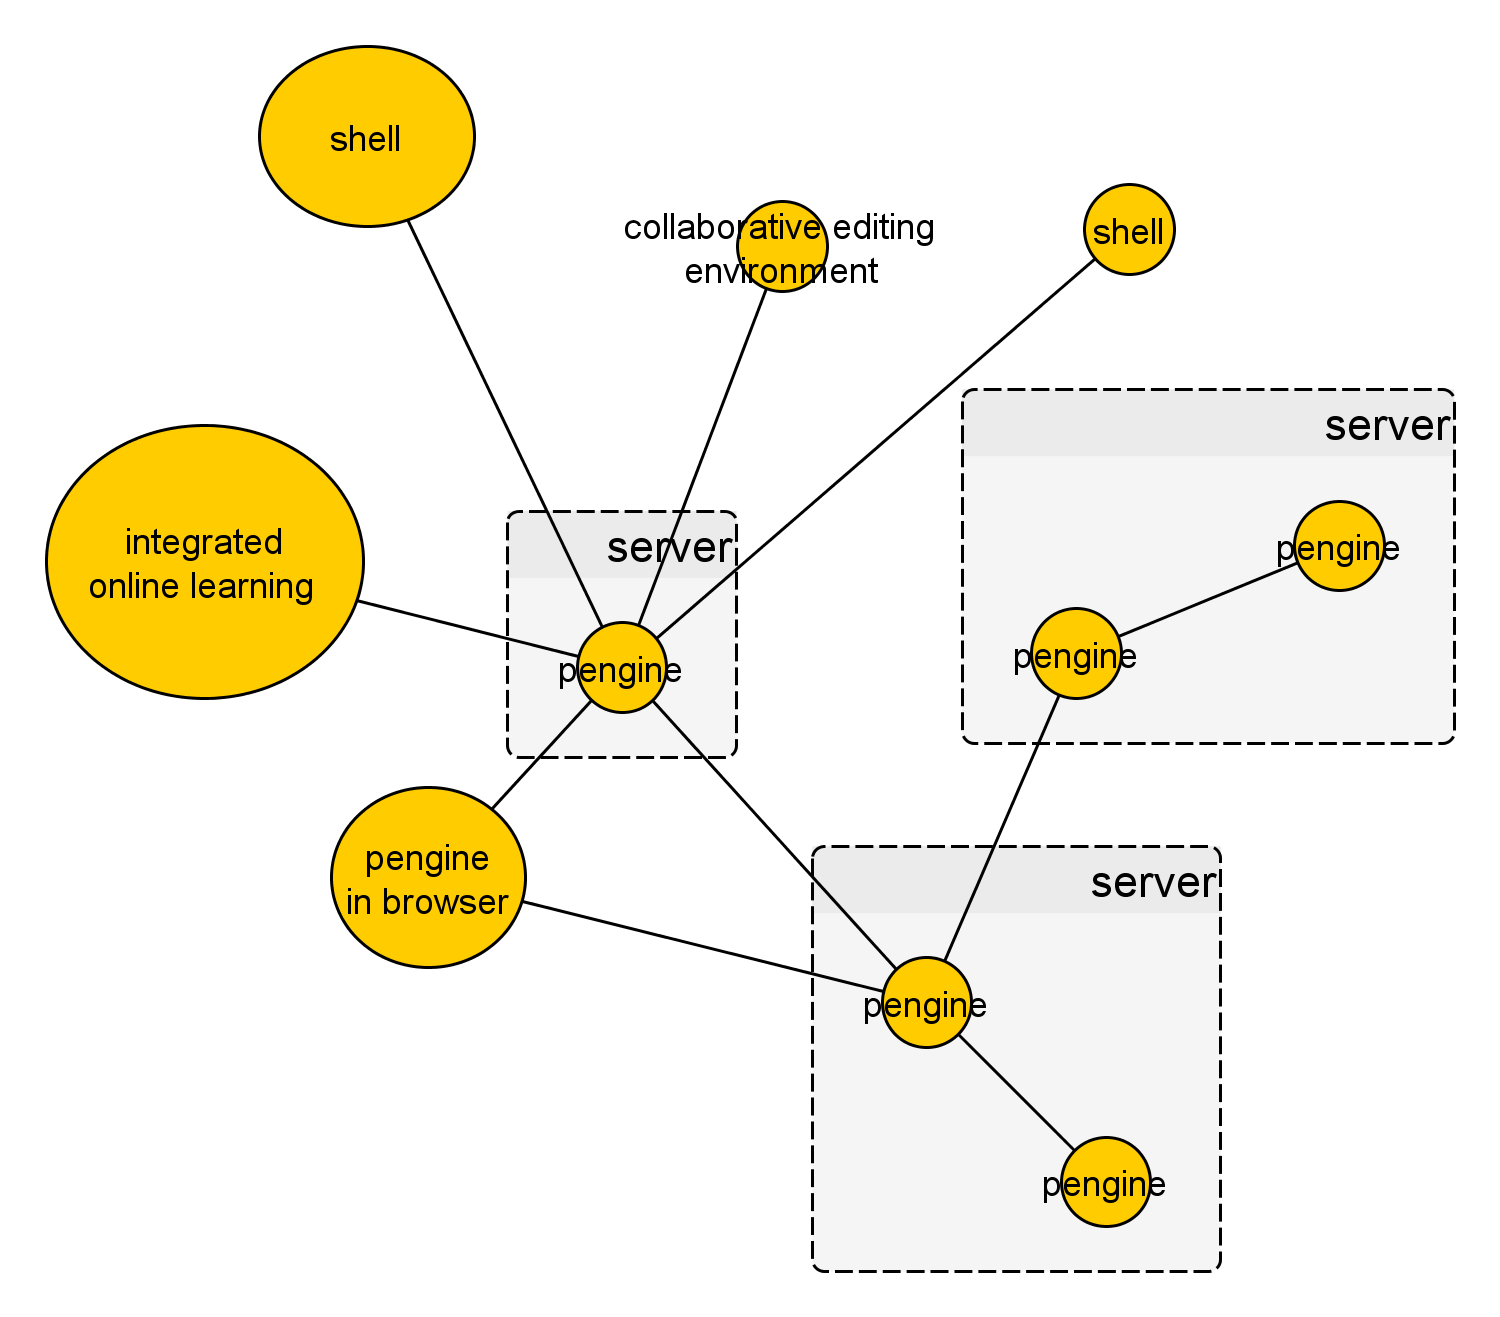 shell
collaborative editing
environment
shell
server
server
integrated
online learning
pengine
pengine
pengine
pengine
in browser
server
pengine
pengine